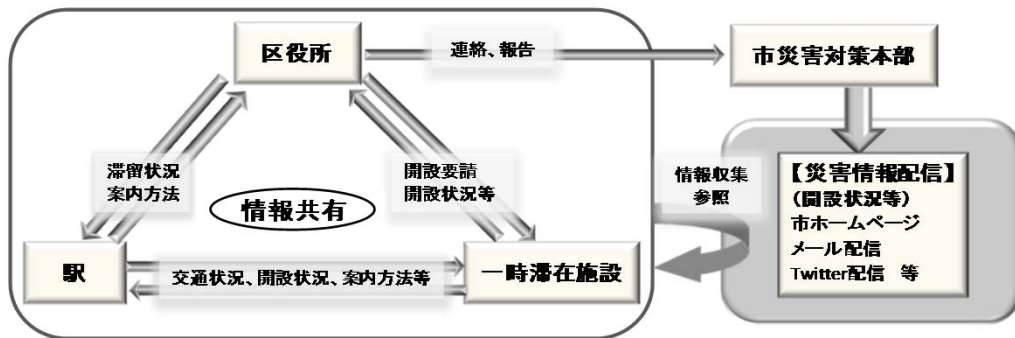 区役所
連絡、報告
市災害対策本部
滞留状況
案内方法
開設要請
開設状況等
情報共有
情報収集
参照
【災害情報配信】
(開設状況等)
市ホームページ
メール配信
Twitter配信 等
駅
交通状況、開設状況、案内方法等
一時滞在施設